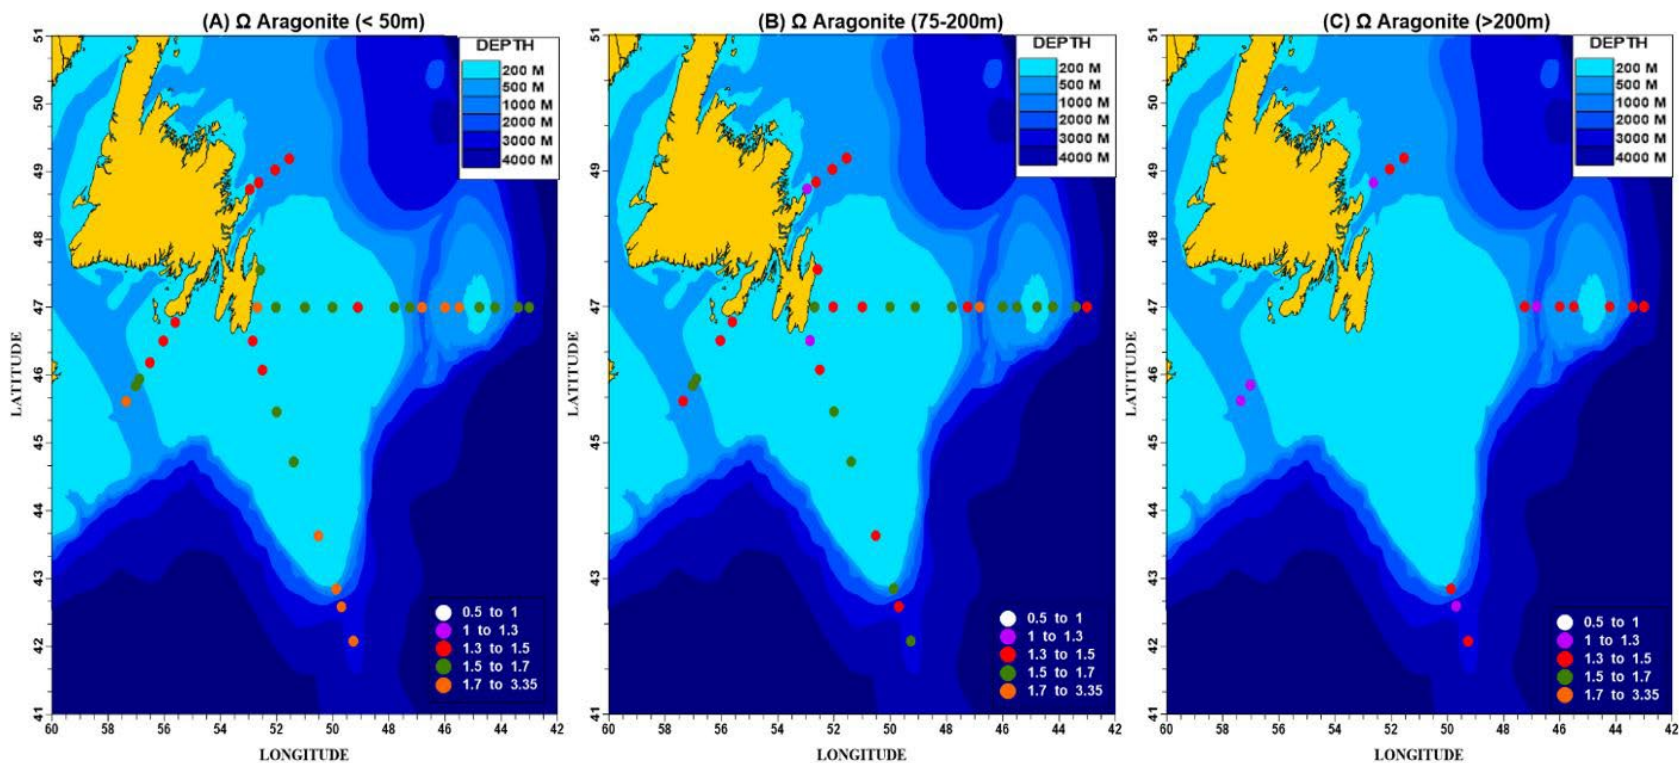 (A) Ω Aragonite (< 50m)
51
50
49
48
47
46
45
44
43
42
41
LATITUDE
60 58 56 54 52 50 48 46 44 42
LONGITUDE
DEPTH
200 M
500 M
1000 M
2000 M
3000 M
4000 M
0.5 to 1
1 to 1.3
1.3 to 1.5
1.5 to 1.7
1.7 to 3.35
(B) Ω Aragonite (75-200m)
51
50
49
48
47
46
45
44
43
42
41
LATITUDE
60 58 56 54 52 50 48 46 44 42
LONGITUDE
DEPTH
200 M
500 M
1000 M
2000 M
3000 M
4000 M
0.5 to 1
1 to 1.3
1.3 to 1.5
1.5 to 1.7
1.7 to 3.35
(C) Ω Aragonite (>200m)
51
50
49
48
47
46
45
44
43
42
41
LATITUDE
60 58 56 54 52 50 48 46 44 42
LONGITUDE
DEPTH
200 M
500 M
1000 M
2000 M
3000 M
4000 M
0.5 to 1
1 to 1.3
1.3 to 1.5
1.5 to 1.7
1.7 to 3.35